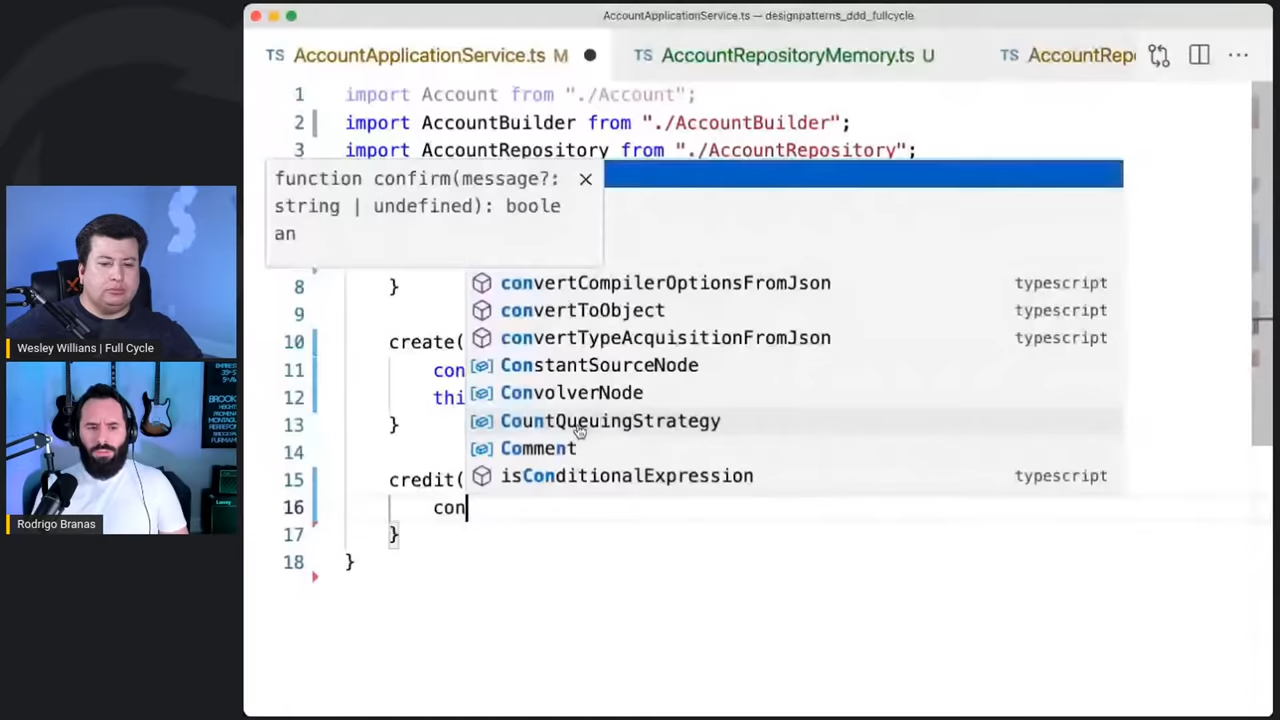 AccountApplicationService.ts — designpatterns_ddd_fullcycle
TS AccountApplicationService.ts M ● TS AccountRepositoryMemory.ts U TS AccountRep
1 import Account from "./Account";
2 import AccountBuilder from "./AccountBuilder";
3 import AccountRepository from "./AccountRepository";
function confirm(message?:
string | undefined): boole
an
convertCompilerOptionsFromJson typescript
8 }
convertToObject typescript
9
convertTypeAcquisitionFromJson typescript
10 create(
ConstantSourceNode
11 con
ConvolverNode
12 thi
CountQueuingStrategy
13 }
Comment
14
isConditionalExpression typescript
15 credit(
16 con
17 }
18 }
Wesley Willians | Full Cycle
Rodrigo Branas